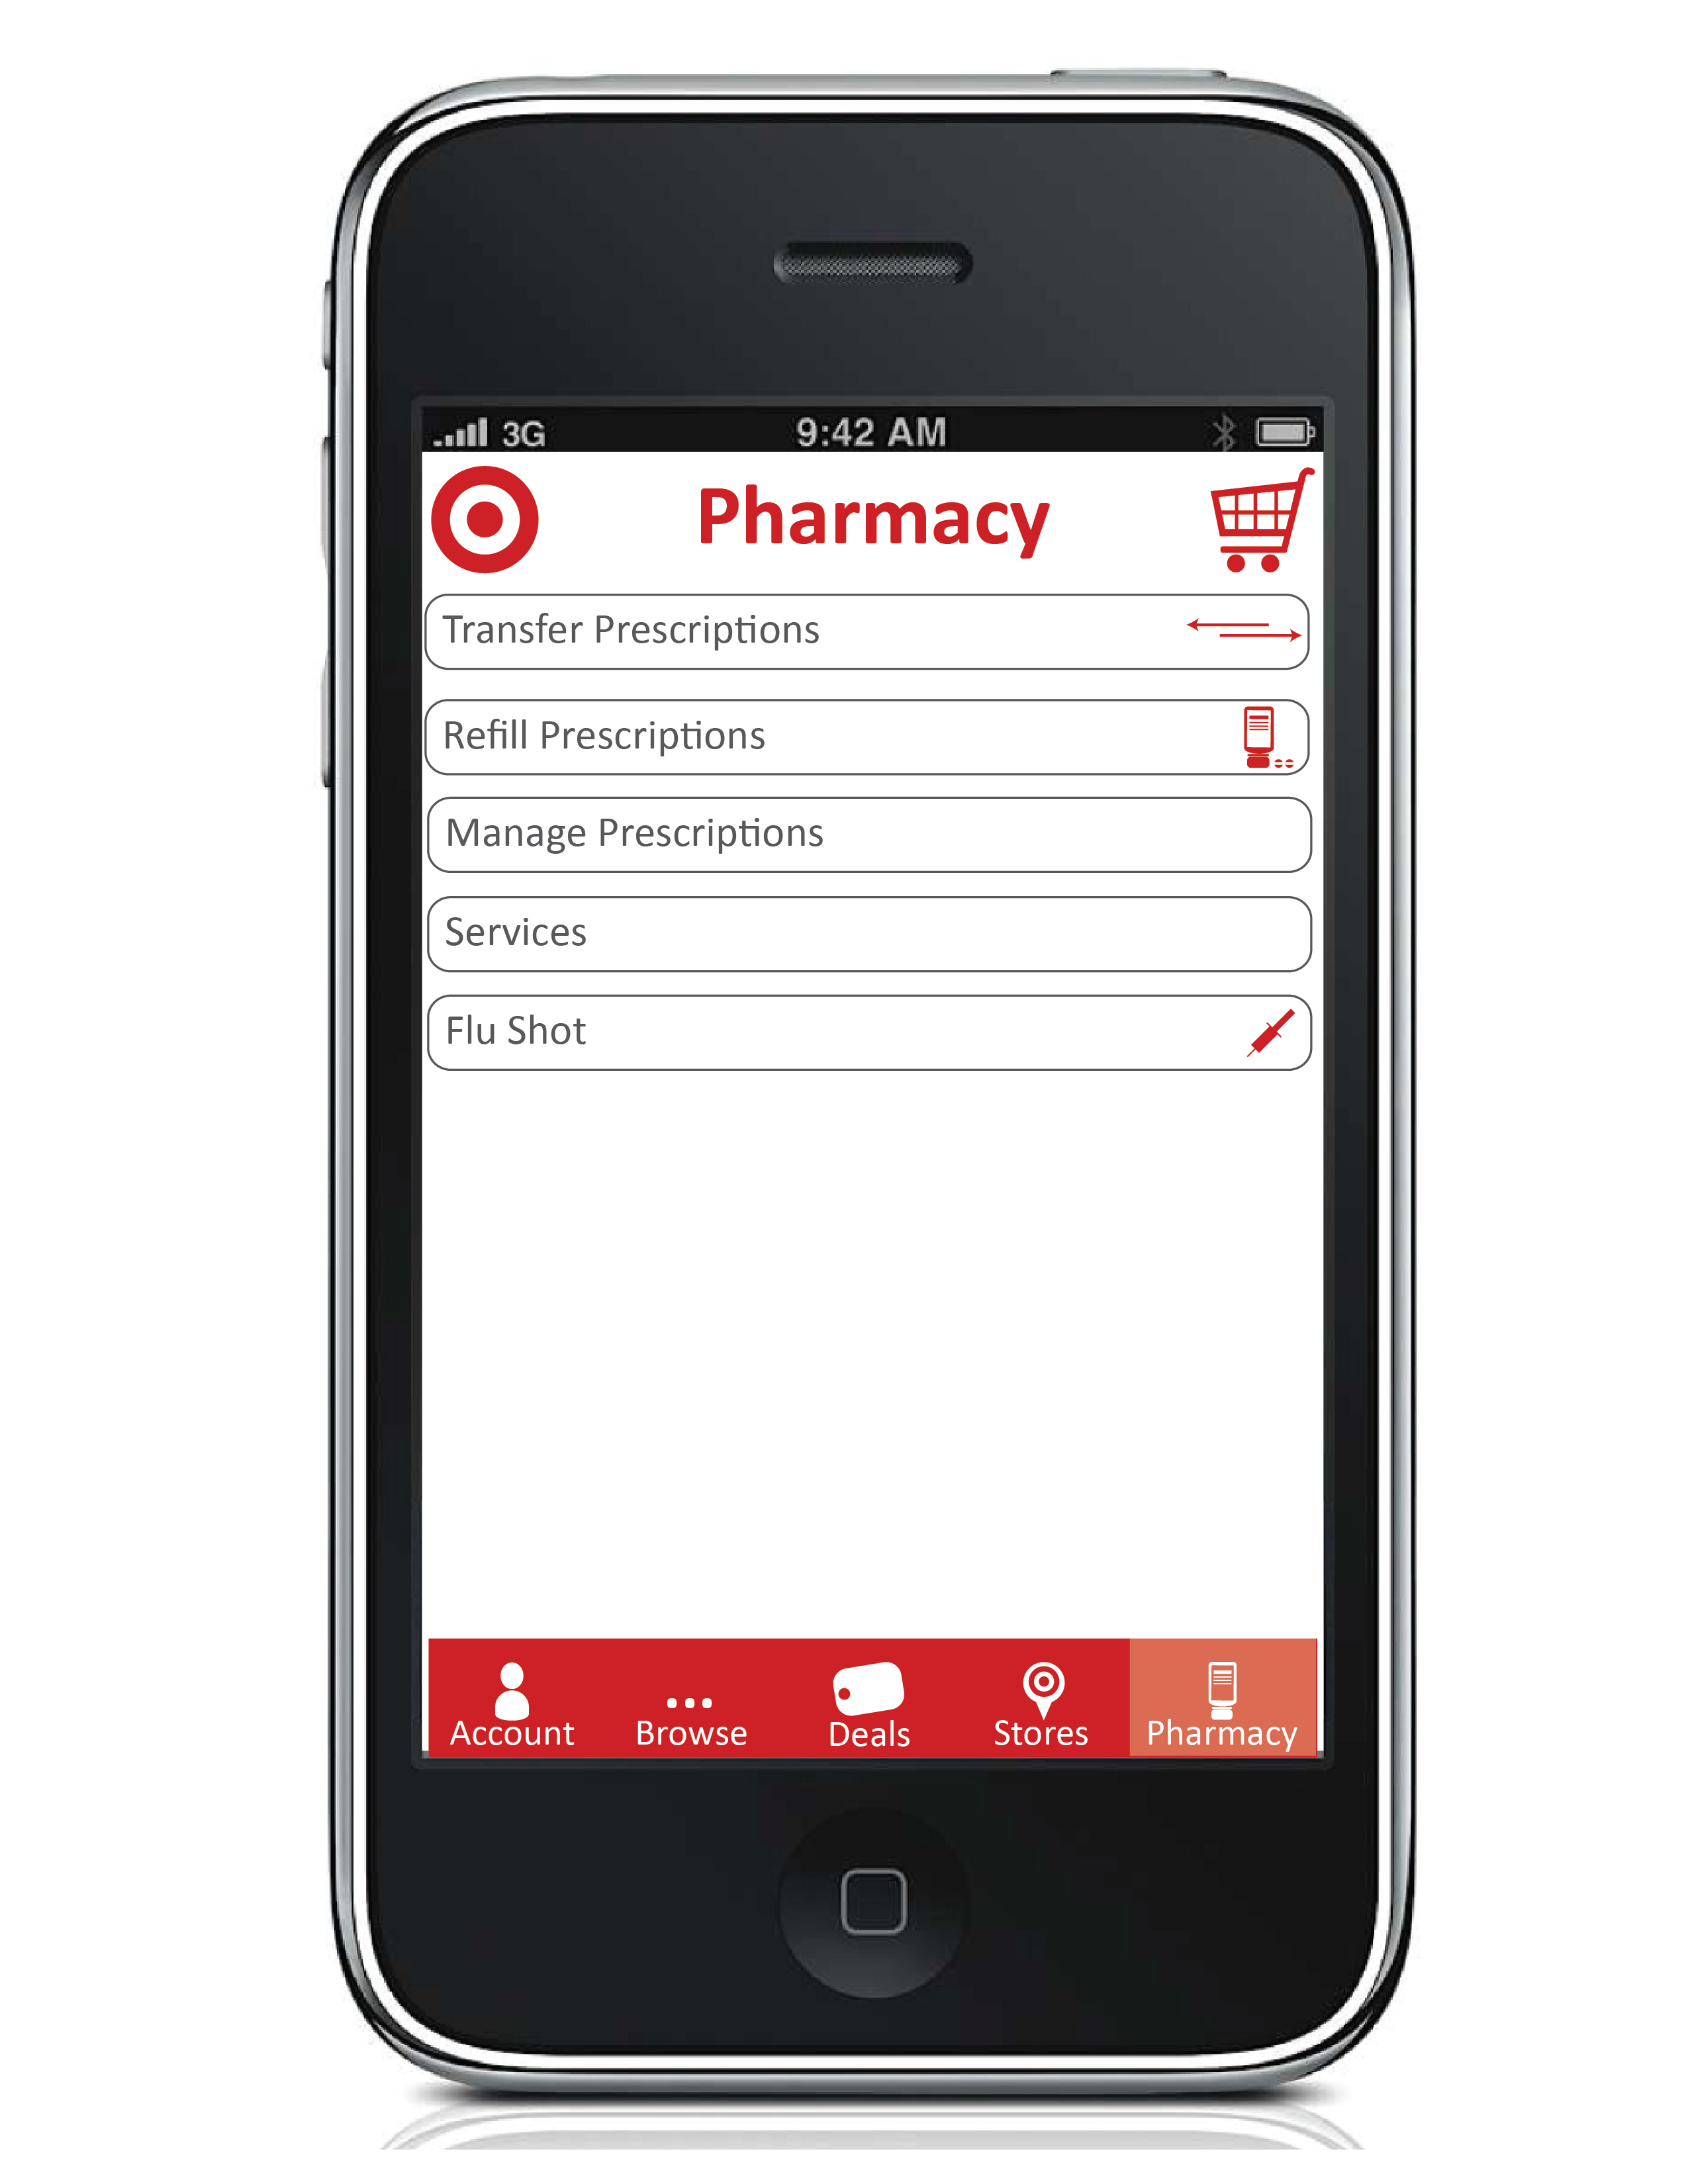 3G 9:42 AM
Pharmacy
Transfer Prescriptions
Refill Prescriptions
Manage Prescriptions
Services
Flu Shot
Account Browse Deals Stores Pharmacy